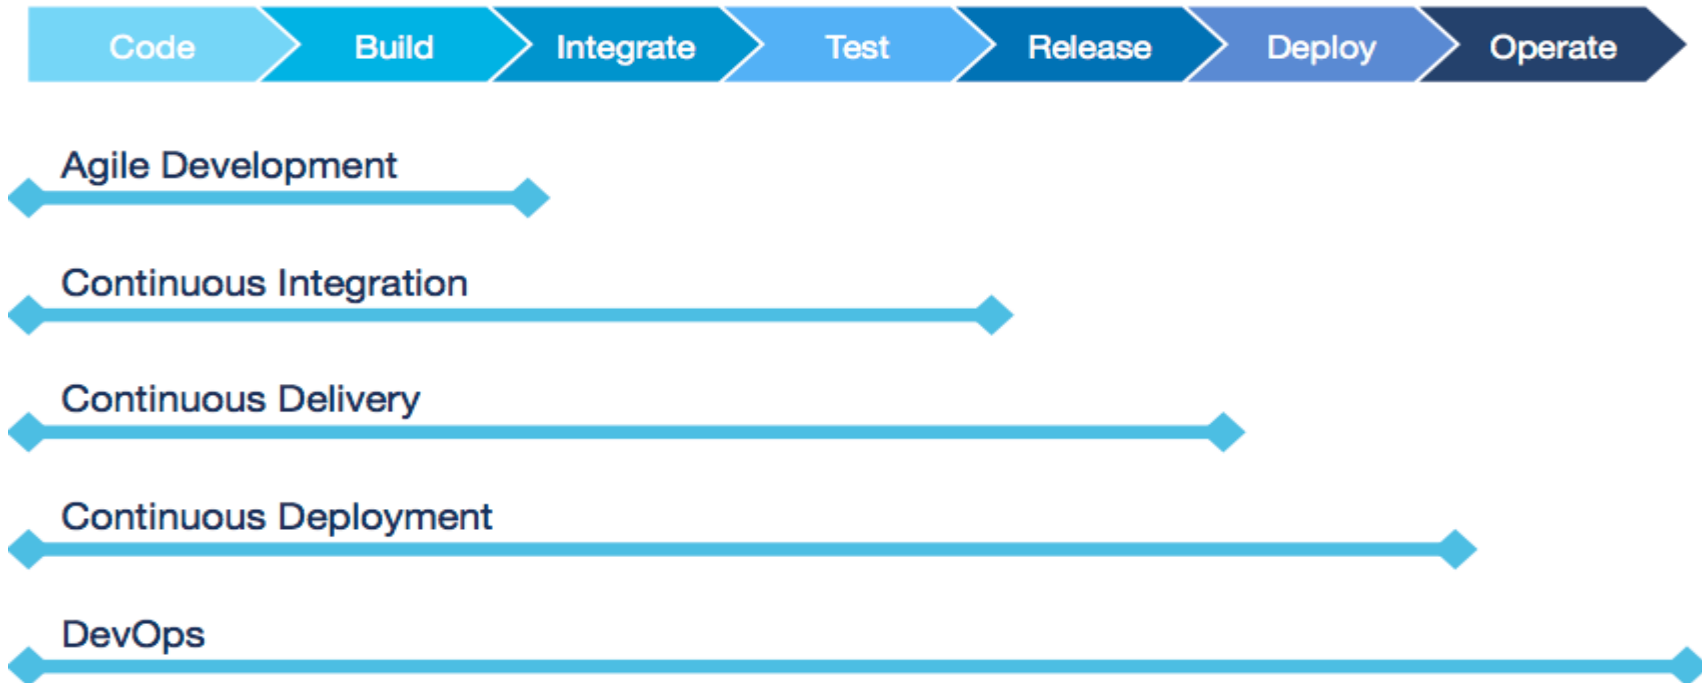 Code Build Integrate Test Release Deploy Operate
Agile Development
Continuous Integration
Continuous Delivery
Continuous Deployment
DevOps